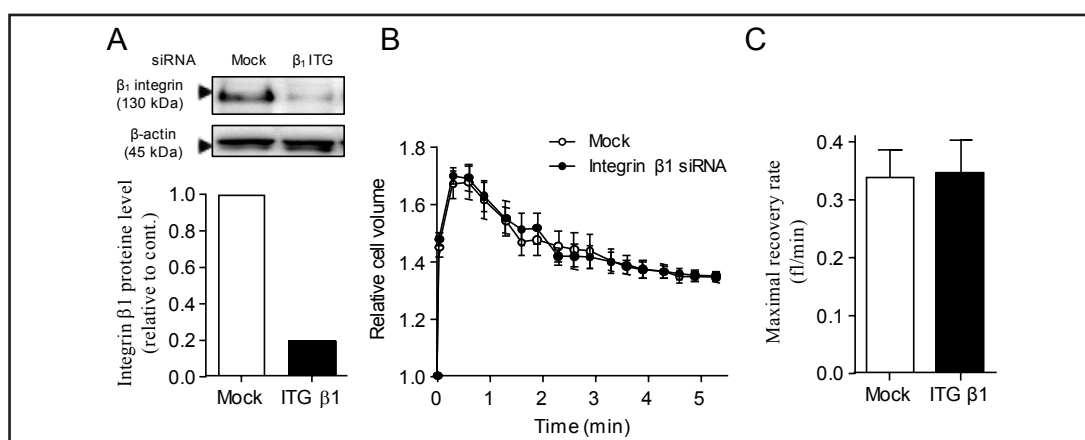 A
siRNA Mock β1 ITG
β1 integrin
(130 kDa)
β-actin
(45 kDa)
Integrin β1 proteine level
(relative to cont.)
1.0
0.8
0.6
0.4
0.2
0.0
Mock ITG β1
B
Mock
Integrin β1 siRNA
Relative cell volume
1.8
1.6
1.4
1.2
1.0
0 1 2 3 4 5
Time (min)
C
Maximal recovery rate
(fl/min)
0.4
0.3
0.2
0.1
0.0
Mock ITG β1